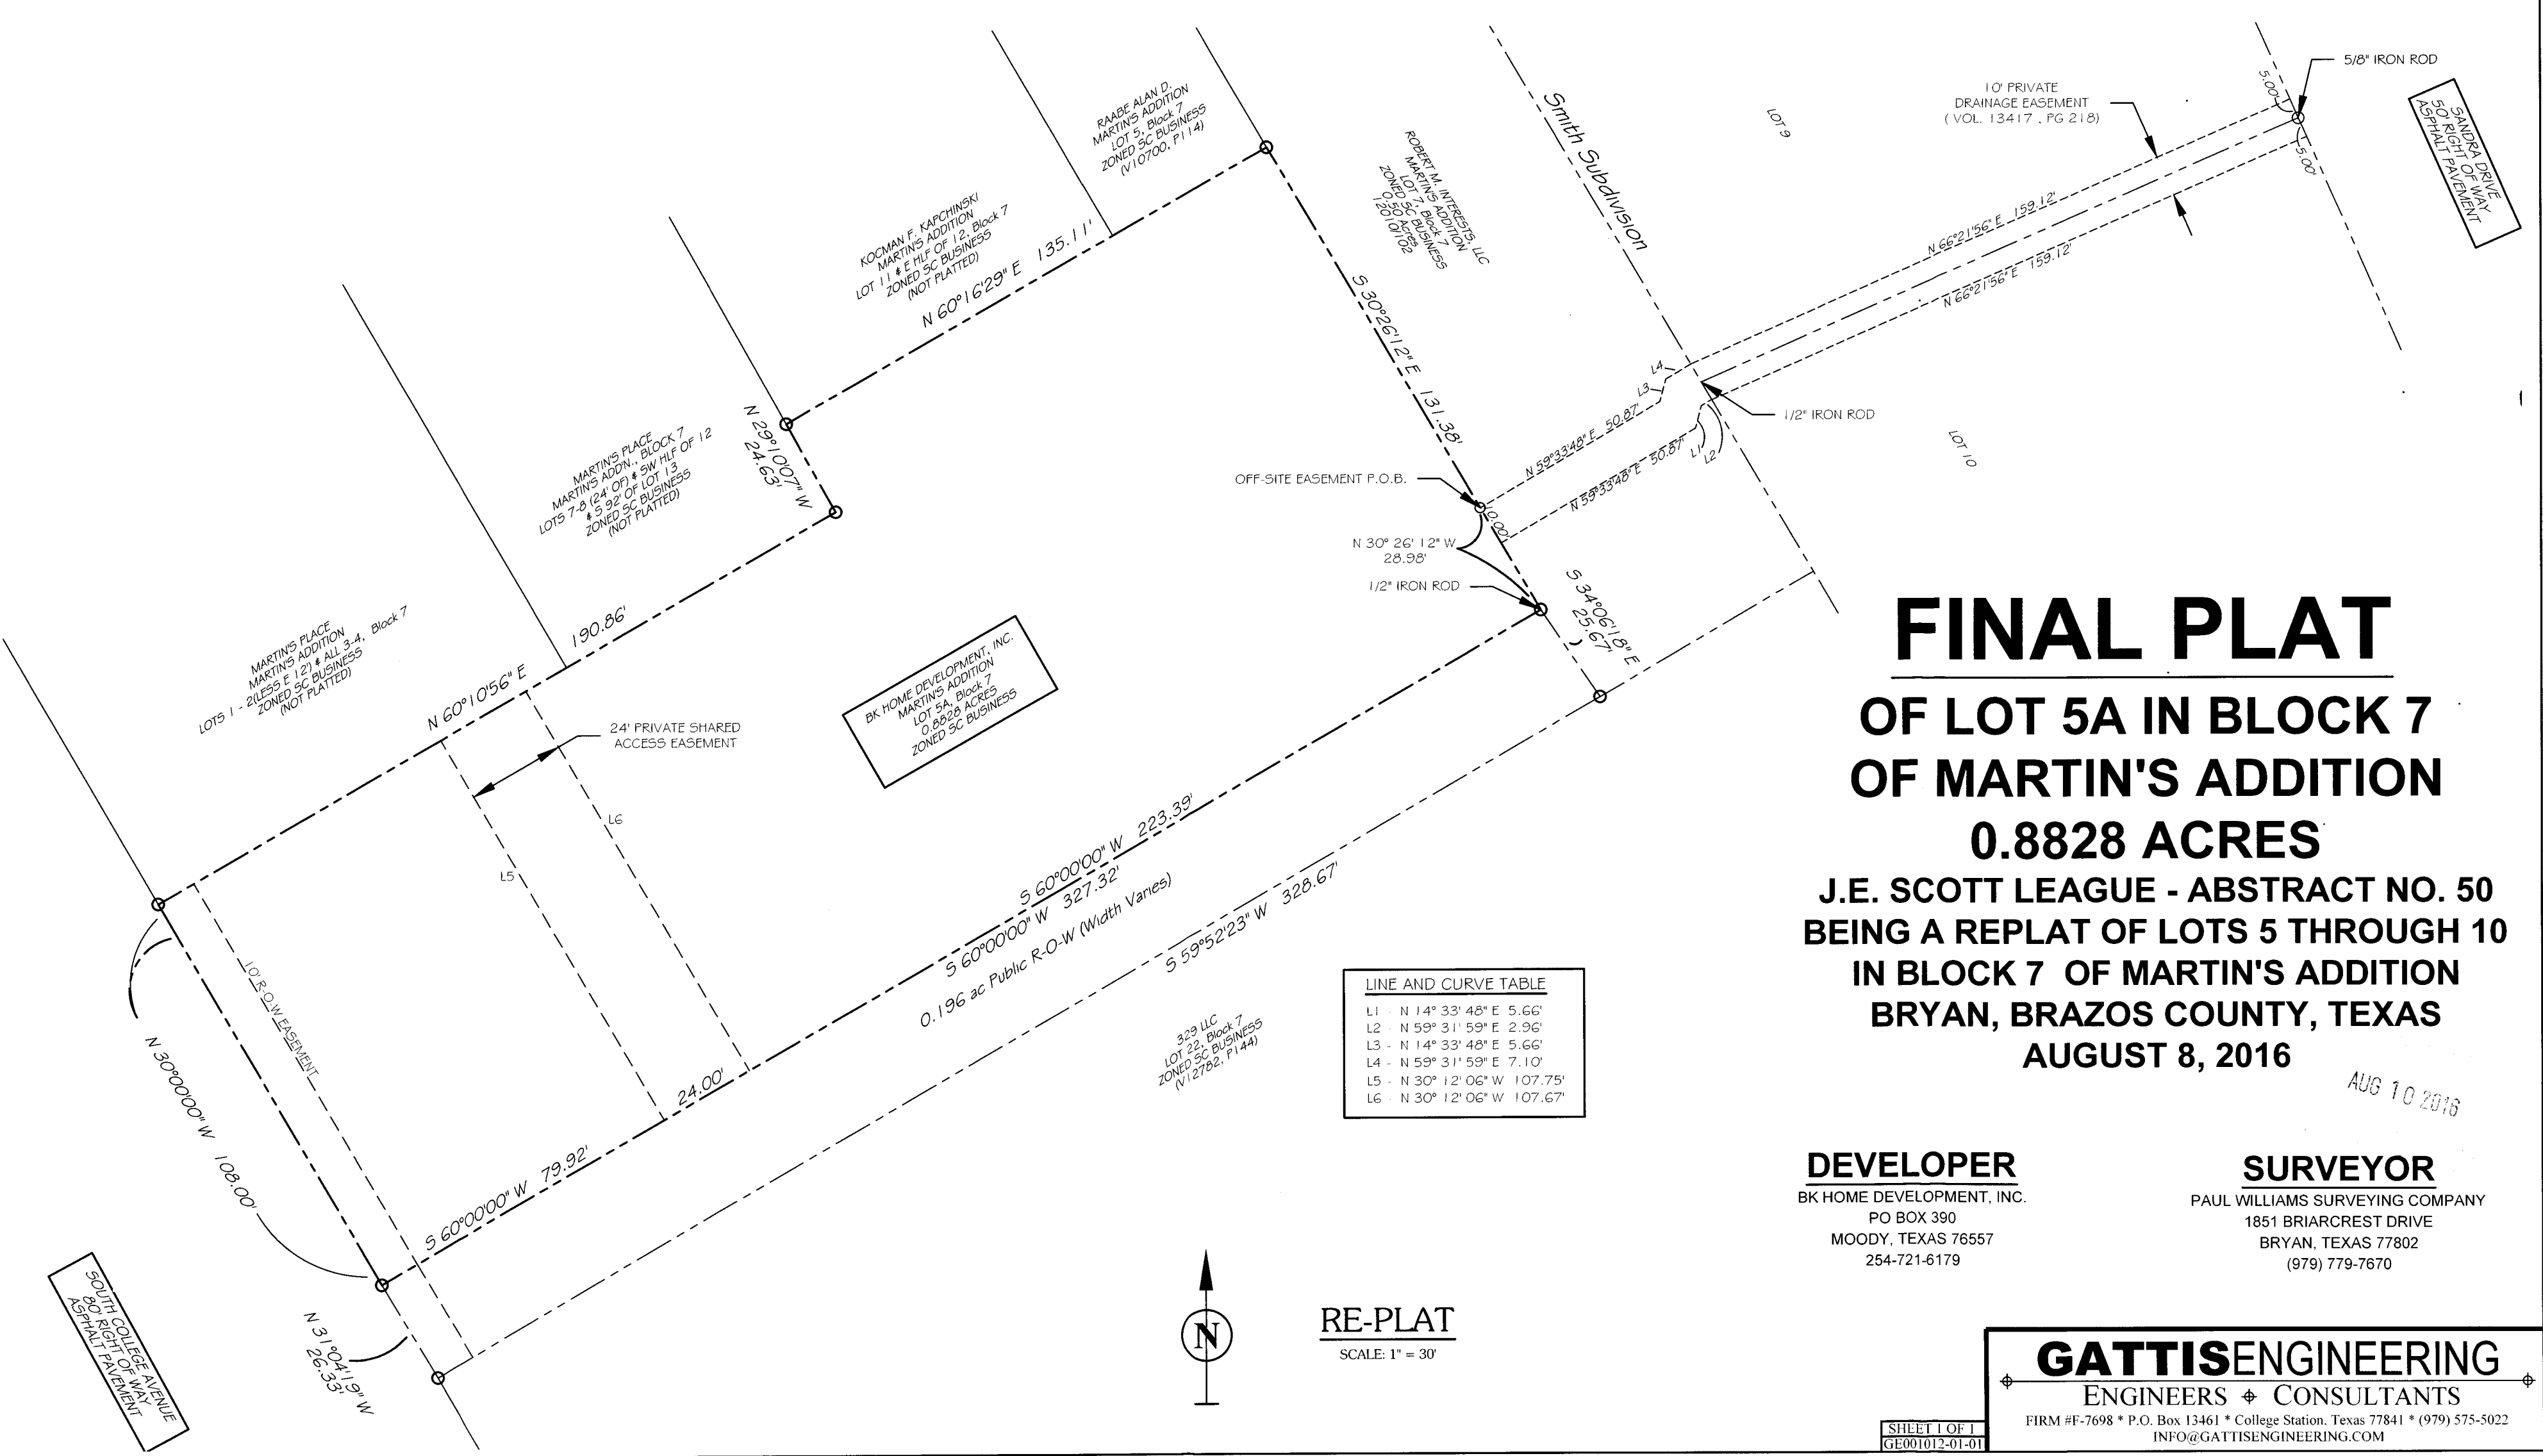 RAABE ALAN D.
MARTIN'S ADDITION
LOT 5, Block 7
ZONED SC BUSINESS
(V10700, P114)
KOCMAN F. KAPCHINSKI
MARTIN'S ADDITION
LOT 11 & E HLF OF 12, Block 7
ZONED SC BUSINESS
(NOT PLATTED)
N 60°16'29" E 135.11'
ROBERT M. INTERESTS, LLC
MARTIN'S ADDITION
LOT 7, Block 7
ZONED SC BUSINESS
0.50 Acres
12010/102
Smith Subdivision
LOT 9
10' PRIVATE
DRAINAGE EASEMENT
( VOL. 13417 , PG 218)
5.00'
5/8" IRON ROD
5.00'
SANDRA DRIVE
50' RIGHT OF WAY
ASPHALT PAVEMENT
N 66°21'56" E 159.12'
N 66°21'56" E 159.12'
S 30°26'12" E 131.38'
L4
L3
N 59°33'48" E 50.87'
N 59°33'48" E 50.87'
L1
L2
1/2" IRON ROD
LOT 10
OFF-SITE EASEMENT P.O.B.
10.00'
N 30° 26' 12" W
28.98'
1/2" IRON ROD
S 34°06'18" E
25.67'
MARTIN'S PLACE
MARTIN'S ADD'N., BLOCK 7
LOTS 7-8 (24' OF) & SW HLF OF 12
& S 92' OF LOT 13
ZONED SC BUSINESS
(NOT PLATTED)
N 29°10'07" W
24.63'
MARTIN'S PLACE
MARTIN'S ADDITION
LOTS 1 - 2(LESS E 12') & ALL 3-4, Block 7
ZONED SC BUSINESS
(NOT PLATTED)
N 60°10'56" E 190.86'
24' PRIVATE SHARED
ACCESS EASEMENT
BK HOME DEVELOPMENT, INC.
MARTIN'S ADDITION
LOT 5A, Block 7
0.8828 ACRES
ZONED SC BUSINESS
L6
L5
S 60°00'00" W 223.39'
S 60°00'00" W 327.32'
0.196 ac Public R-O-W (Width Varies)
S 59°52'23" W 328.67'
24.00'
S 60°00'00" W 79.92'
10' R-O-W EASEMENT
N 30°00'00" W 108.00'
N 31°04'19" W
26.33'
SOUTH COLLEGE AVENUE
80' RIGHT OF WAY
ASPHALT PAVEMENT
329 LLC
LOT 22, Block 7
ZONED SC BUSINESS
(V12782, P144)
LINE AND CURVE TABLE
L1 - N 14° 33' 48" E 5.66'
L2 - N 59° 31' 59" E 2.96'
L3 - N 14° 33' 48" E 5.66'
L4 - N 59° 31' 59" E 7.10'
L5 - N 30° 12' 06" W 107.75'
L6 - N 30° 12' 06" W 107.67'
N
RE-PLAT
SCALE: 1" = 30'
FINAL PLAT
OF LOT 5A IN BLOCK 7
OF MARTIN'S ADDITION
0.8828 ACRES
J.E. SCOTT LEAGUE - ABSTRACT NO. 50
BEING A REPLAT OF LOTS 5 THROUGH 10
IN BLOCK 7 OF MARTIN'S ADDITION
BRYAN, BRAZOS COUNTY, TEXAS
AUGUST 8, 2016
AUG 10 2016
DEVELOPER
BK HOME DEVELOPMENT, INC.
PO BOX 390
MOODY, TEXAS 76557
254-721-6179
SURVEYOR
PAUL WILLIAMS SURVEYING COMPANY
1851 BRIARCREST DRIVE
BRYAN, TEXAS 77802
(979) 779-7670
GATTISENGINEERING
ENGINEERS CONSULTANTS
FIRM #F-7698 * P.O. Box 13461 * College Station, Texas 77841 * (979) 575-5022
INFO@GATTISENGINEERING.COM
SHEET 1 OF 1
GE001012-01-01